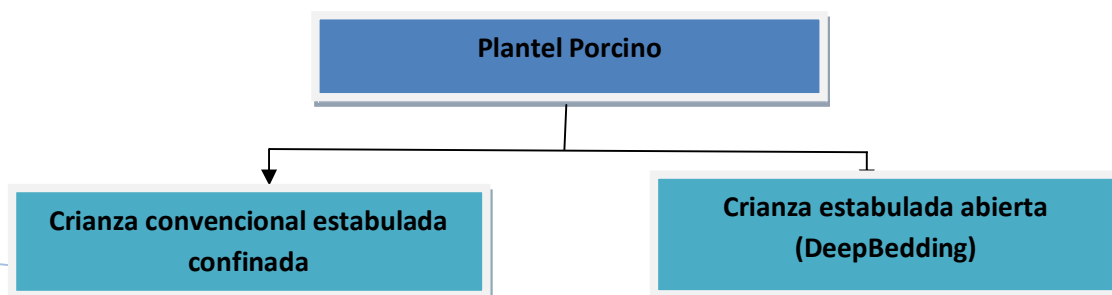 Plantel Porcino
Crianza convencional estabulada
confinada
Crianza estabulada abierta
(DeepBedding)